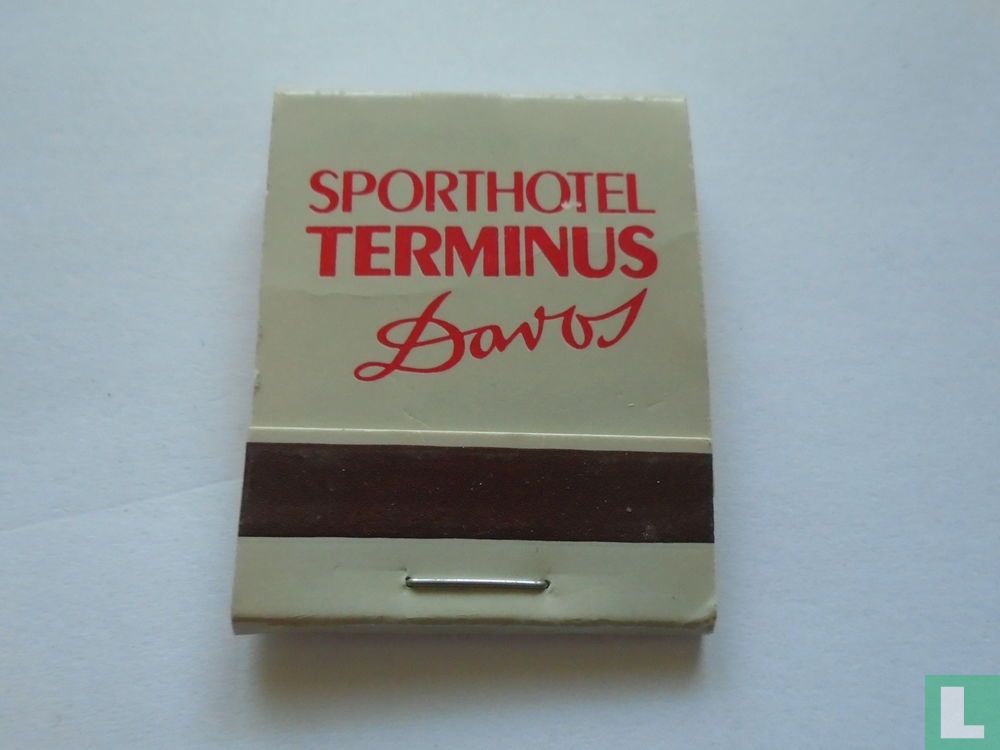 SPORTHOTEL
TERMINUS
Davos
L